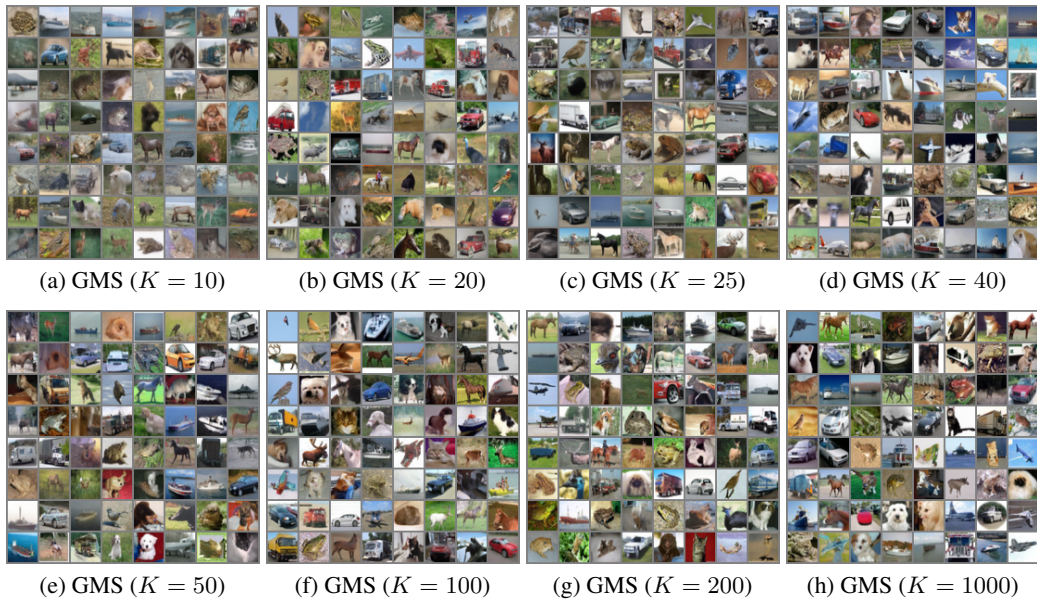 (a) GMS (K = 10)
(b) GMS (K = 20)
(c) GMS (K = 25)
(d) GMS (K = 40)
(e) GMS (K = 50)
(f) GMS (K = 100)
(g) GMS (K = 200)
(h) GMS (K = 1000)